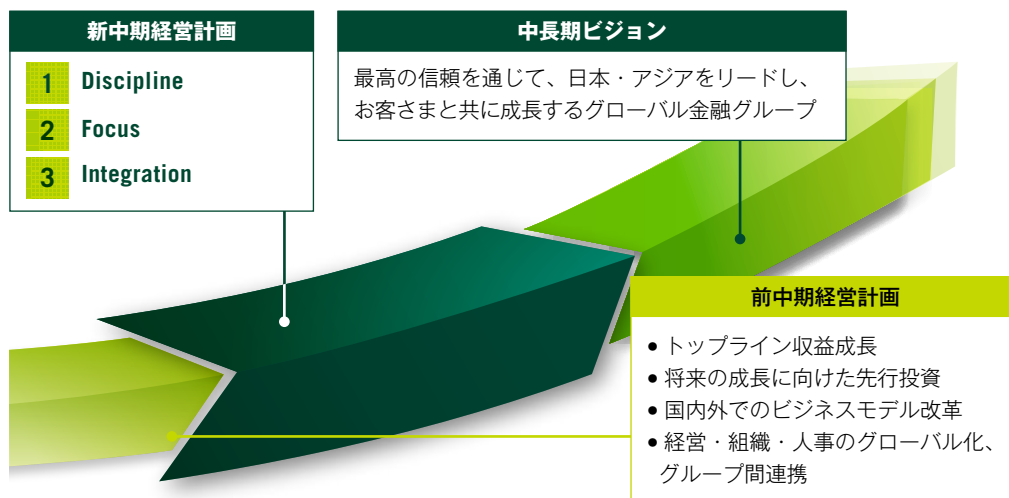 新中期経営計画
1 Discipline
2 Focus
3 Integration
中長期ビジョン
最高の信頼を通じて、日本・アジアをリードし、
お客さまと共に成長するグローバル金融グループ
前中期経営計画
● トップライン収益成長
● 将来の成長に向けた先行投資
● 国内外でのビジネスモデル改革
● 経営・組織・人事のグローバル化、
グループ間連携